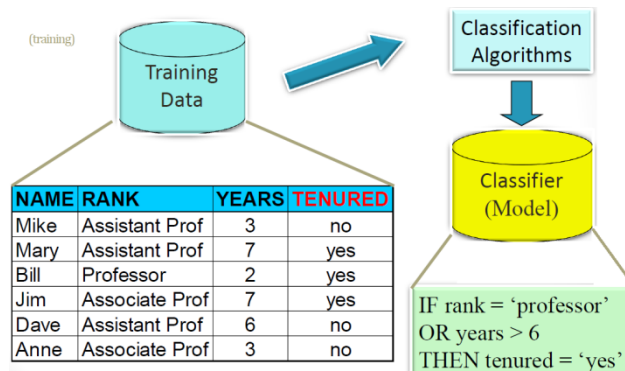 (training)
Training
Data
Classification
Algorithms
Classifier
(Model)
NAME RANK YEARS TENURED
Mike Assistant Prof 3 no
Mary Assistant Prof 7 yes
Bill Professor 2 yes
Jim Associate Prof 7 yes
Dave Assistant Prof 6 no
Anne Associate Prof 3 no
IF rank = ‘professor’
OR years > 6
THEN tenured = ‘yes’